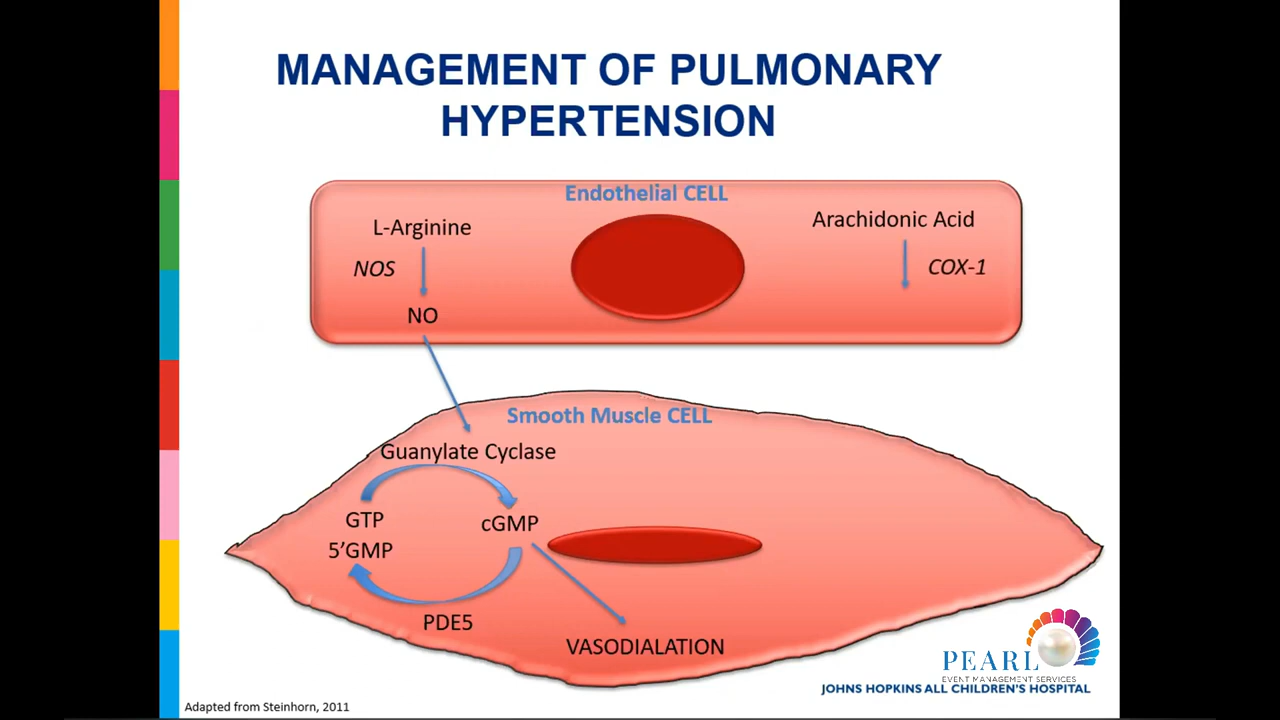 MANAGEMENT OF PULMONARY
HYPERTENSION
Endothelial CELL
L-Arginine
NOS
NO
Arachidonic Acid
COX-1
Smooth Muscle CELL
Guanylate Cyclase
GTP
5'GMP
cGMP
PDE5
VASODIALATION
PEARL
EVENT MANAGEMENT SERVICES
JOHNS HOPKINS ALL CHILDREN'S HOSPITAL
Adapted from Steinhorn, 2011